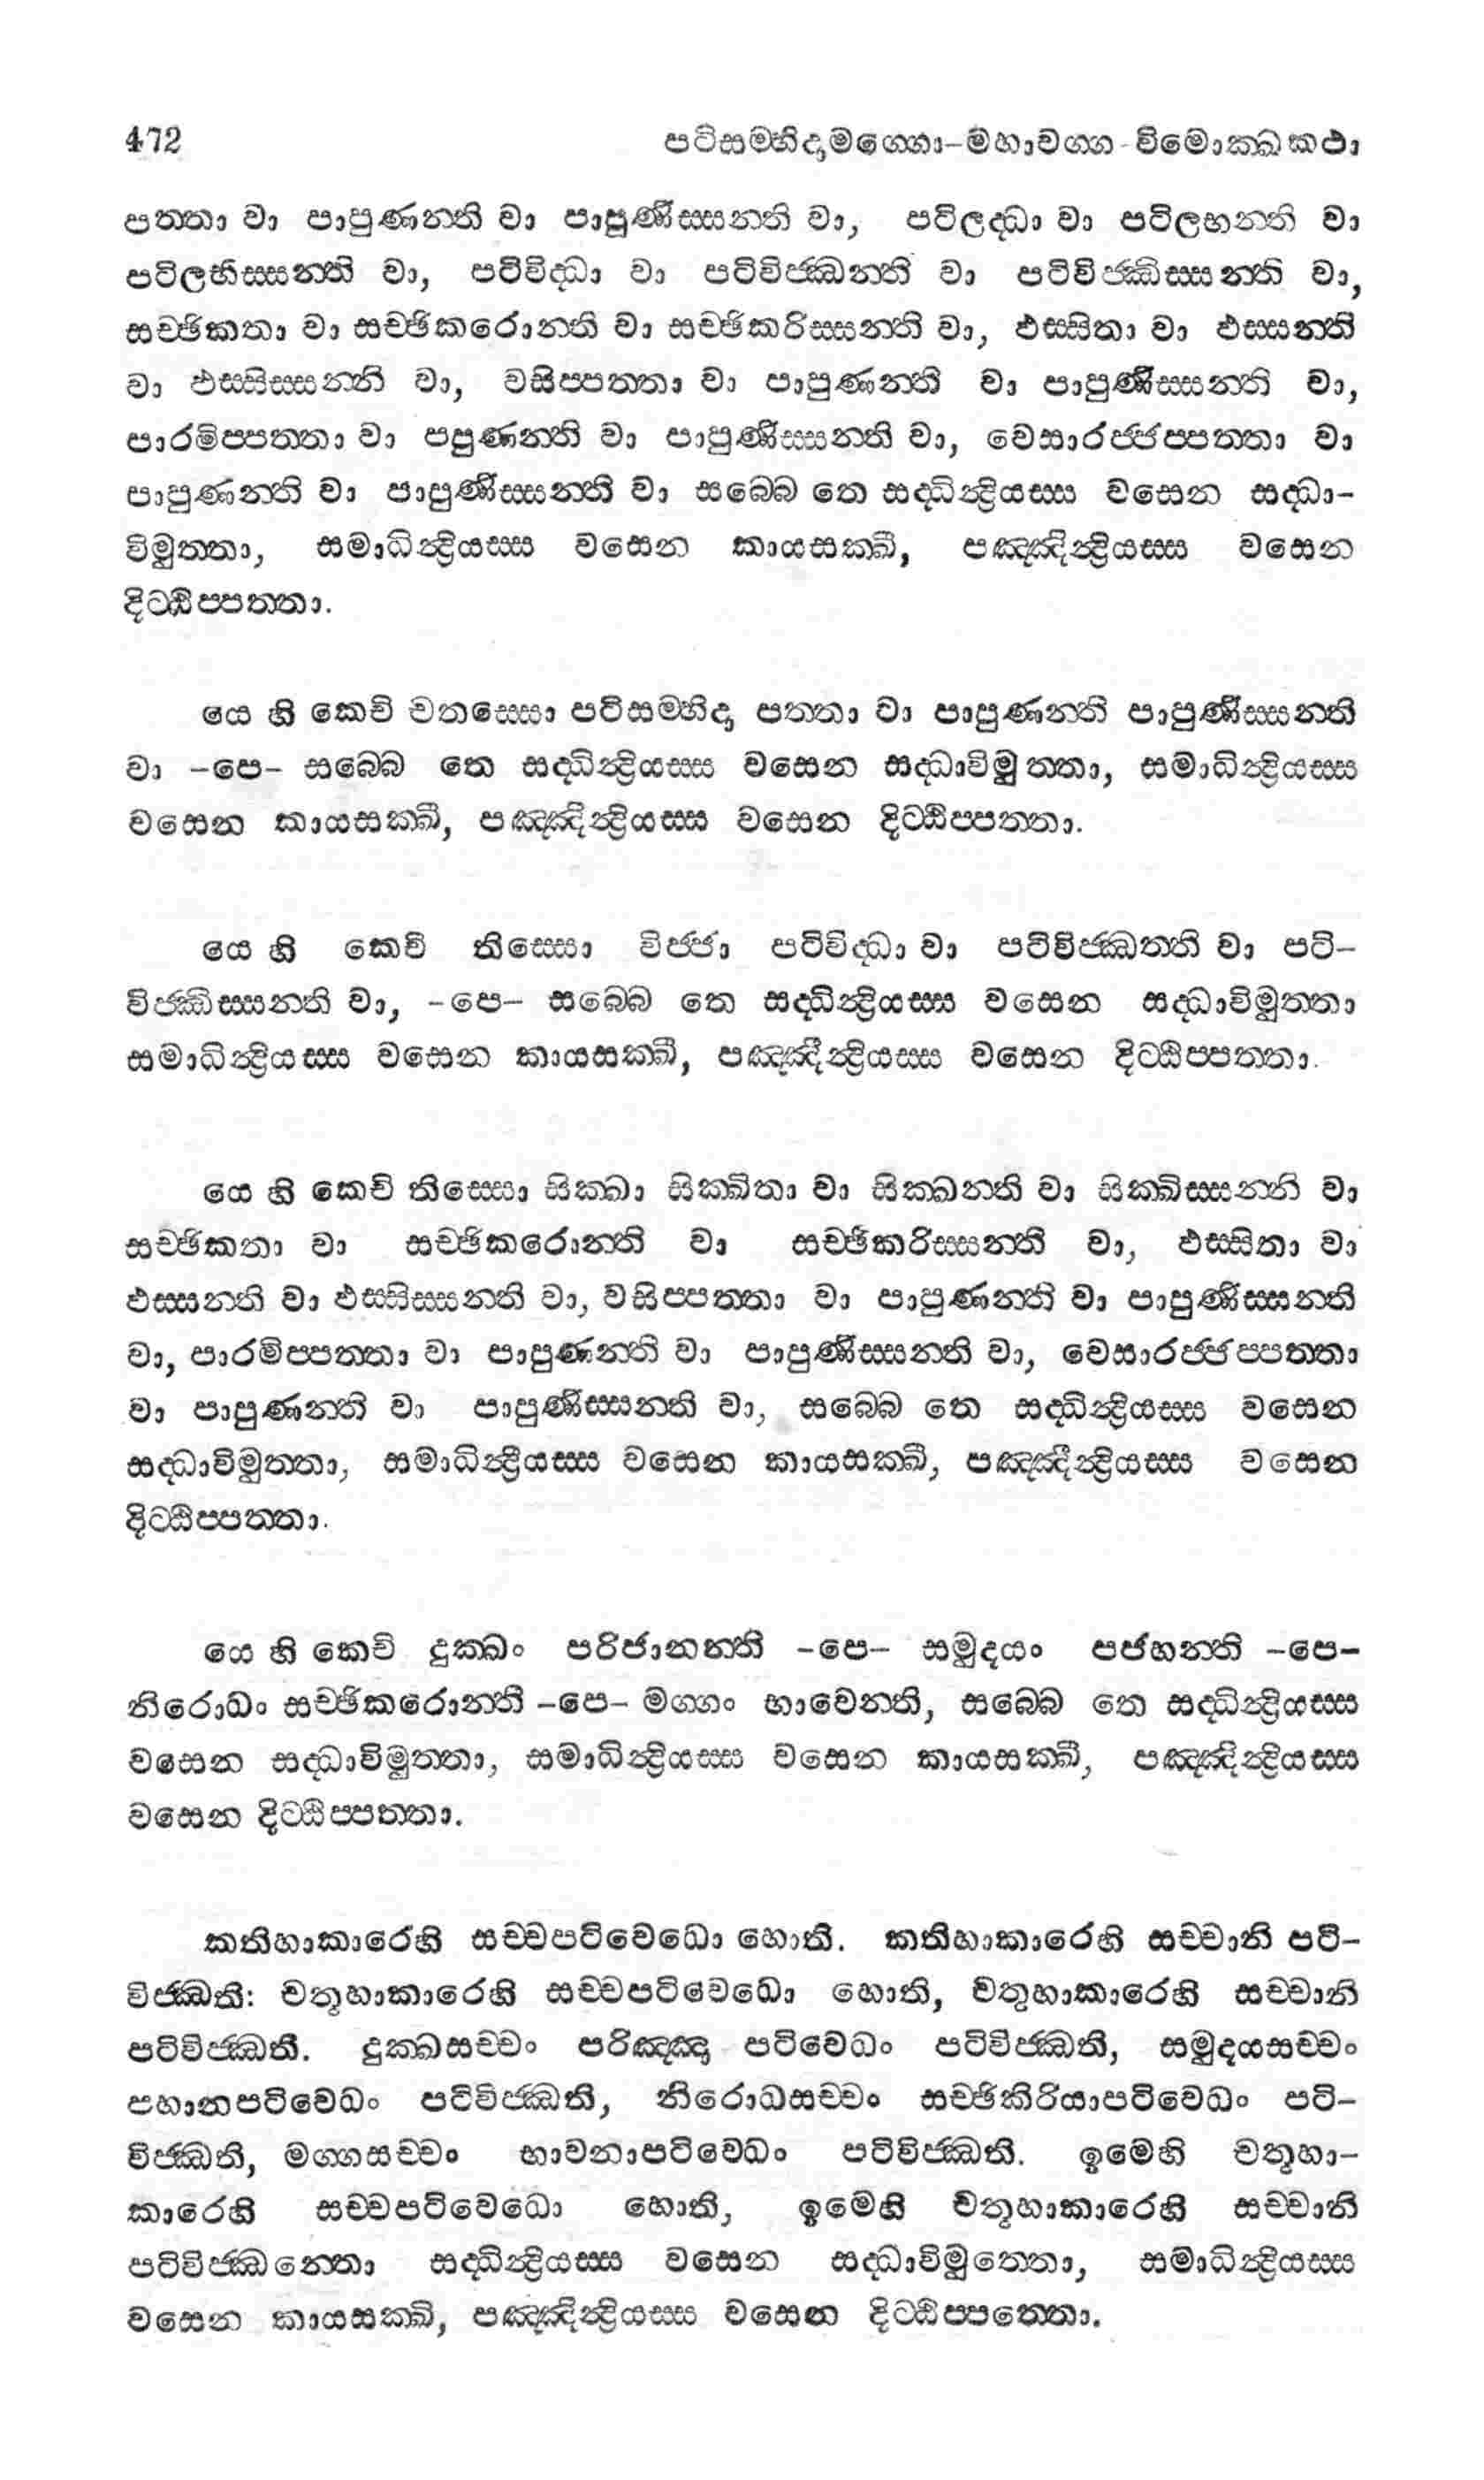 472 පටිසම්භිදාමග්ගො-මහාවග්ග - විමොක්ඛකථා
පත්තා වා පාපුණන්ති වා පාපුණිස්සන්ති වා, පටිලද්ධා වා පටිලභන්ති වා
පටිලභිස්සන්ති වා, පටිවිද්ධා වා පටිවිජ්ඣන්ති වා පටිවිජ්ඣිස්සන්ති වා,
සච්ඡිකතා වා සච්ඡිකරොන්ති වා සච්ඡිකරිස්සන්ති වා, ඵස්සිතා වා ඵස්සන්ති
වා ඵස්සිස්සන්ති වා, වසිප්පත්තා වා පාපුණන්ති වා පාපුණිස්සන්ති වා,
පාරමිප්පත්තා වා පපුණන්ති වා පාපුණිස්සන්ති වා, වෙසාරජ්ජප්පත්තා වා
පාපුණන්ති වා පාපුණිස්සන්ති වා සබ්බෙ තෙ සද්ධින්ද්‍රියස්ස වසෙන සද්ධා-
විමුත්තා, සමාධින්ද්‍රියස්ස වසෙන කායසක්ඛී, පඤ්ඤින්ද්‍රියස්ස වසෙන
දිට්ඨිප්පත්තා.
යෙ හි කෙචි චතස්සො පටිසම්භිදා පත්තා වා පාපුණන්ති පාපුණිස්සන්ති
වා -පෙ- සබ්බෙ තෙ සද්ධින්ද්‍රියස්ස වසෙන සද්ධාවිමුත්තා, සමාධින්ද්‍රියස්ස
වසෙන කායසක්ඛී, පඤ්ඤින්ද්‍රියස්ස වසෙන දිට්ඨිප්පත්තා.
යෙ හි කෙචි තිස්සො විජ්ජා පටිවිද්ධා වා පටිවිජ්ඣන්ති වා පටි-
විජ්ඣිස්සන්ති වා, -පෙ- සබ්බෙ තෙ සද්ධින්ද්‍රියස්ස වසෙන සද්ධාවිමුත්තා
සමාධින්ද්‍රියස්ස වසෙන කායසක්ඛී, පඤ්ඤින්ද්‍රියස්ස වසෙන දිට්ඨිප්පත්තා.
යෙ හි කෙචි තිස්සො සික්ඛා සික්ඛිතා වා සික්ඛන්ති වා සික්ඛිස්සන්ති වා
සච්ඡිකතා වා සච්ඡිකරොන්ති වා සච්ඡිකරිස්සන්ති වා, ඵස්සිතා වා
ඵස්සන්ති වා ඵස්සිස්සන්ති වා, වසිප්පත්තා වා පාපුණන්ති වා පාපුණිස්සන්ති
වා, පාරමිප්පත්තා වා පාපුණන්ති වා පාපුණිස්සන්ති වා, වෙසාරජ්ජප්පත්තා
වා පාපුණන්ති වා පාපුණිස්සන්ති වා, සබ්බෙ තෙ සද්ධින්ද්‍රියස්ස වසෙන
සද්ධාවිමුත්තා, සමාධින්ද්‍රියස්ස වසෙන කායසක්ඛී, පඤ්ඤින්ද්‍රියස්ස වසෙන
දිට්ඨිප්පත්තා.
යෙ හි කෙචි දුක්ඛං පරිජානන්ති -පෙ- සමුදයං පජහන්ති -පෙ-
නිරොධං සච්ඡිකරොන්ති -පෙ- මග්ගං භාවෙන්ති, සබ්බෙ තෙ සද්ධින්ද්‍රියස්ස
වසෙන සද්ධාවිමුත්තා, සමාධින්ද්‍රියස්ස වසෙන කායසක්ඛී, පඤ්ඤින්ද්‍රියස්ස
වසෙන දිට්ඨිප්පත්තා.
කතිහාකාරෙහි සච්චපටිවෙධො හොති. කතිහාකාරෙහි සච්චානි පටි-
විජ්ඣති: චතූහාකාරෙහි සච්චපටිවෙධො හොති, චතුහාකාරෙහි සච්චානි
පටිවිජ්ඣති. දුක්ඛසච්චං පරිඤ්ඤා පටිවෙධං පටිවිජ්ඣති, සමුදයසච්චං
පහානපටිවෙධං පටිවිජ්ඣති, නිරොධසච්චං සච්ඡිකිරියාපටිවෙධං පටි-
විජ්ඣති, මග්ගසච්චං භාවනාපටිවෙධං පටිවිජ්ඣති. ඉමෙහි චතූහා-
කාරෙහි සච්චපටිවෙධො හොති, ඉමෙහි චතූහාකාරෙහි සච්චානි
පටිවිජ්ඣන්තො සද්ධින්ද්‍රියස්ස වසෙන සද්ධාවිමුත්තො, සමාධින්ද්‍රියස්ස
වසෙන කායසක්ඛි, පඤ්ඤින්ද්‍රියස්ස වසෙන දිට්ඨිප්පත්තො.